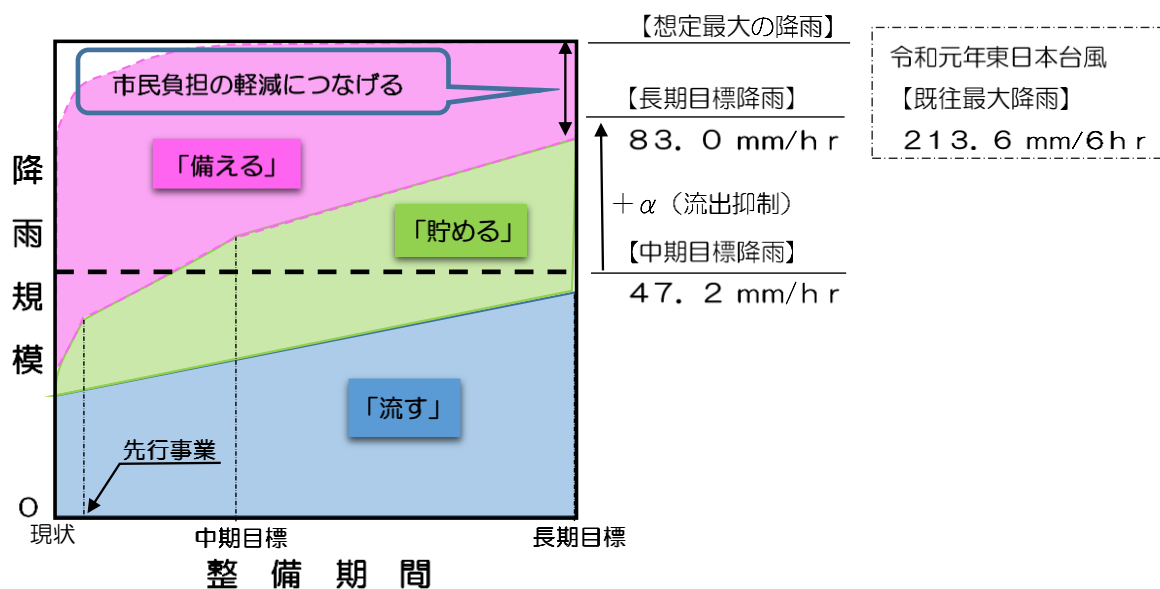 【想定最大の降雨】
令和元年東日本台風
【既往最大降雨】
213.6 mm/6hr
市民負担の軽減につなげる
【長期目標降雨】
83.0 mm/hr
「備える」
＋α（流出抑制）
「貯める」
【中期目標降雨】
47.2 mm/hr
降雨規模
「流す」
先行事業
0
現状
中期目標
長期目標
整備期間